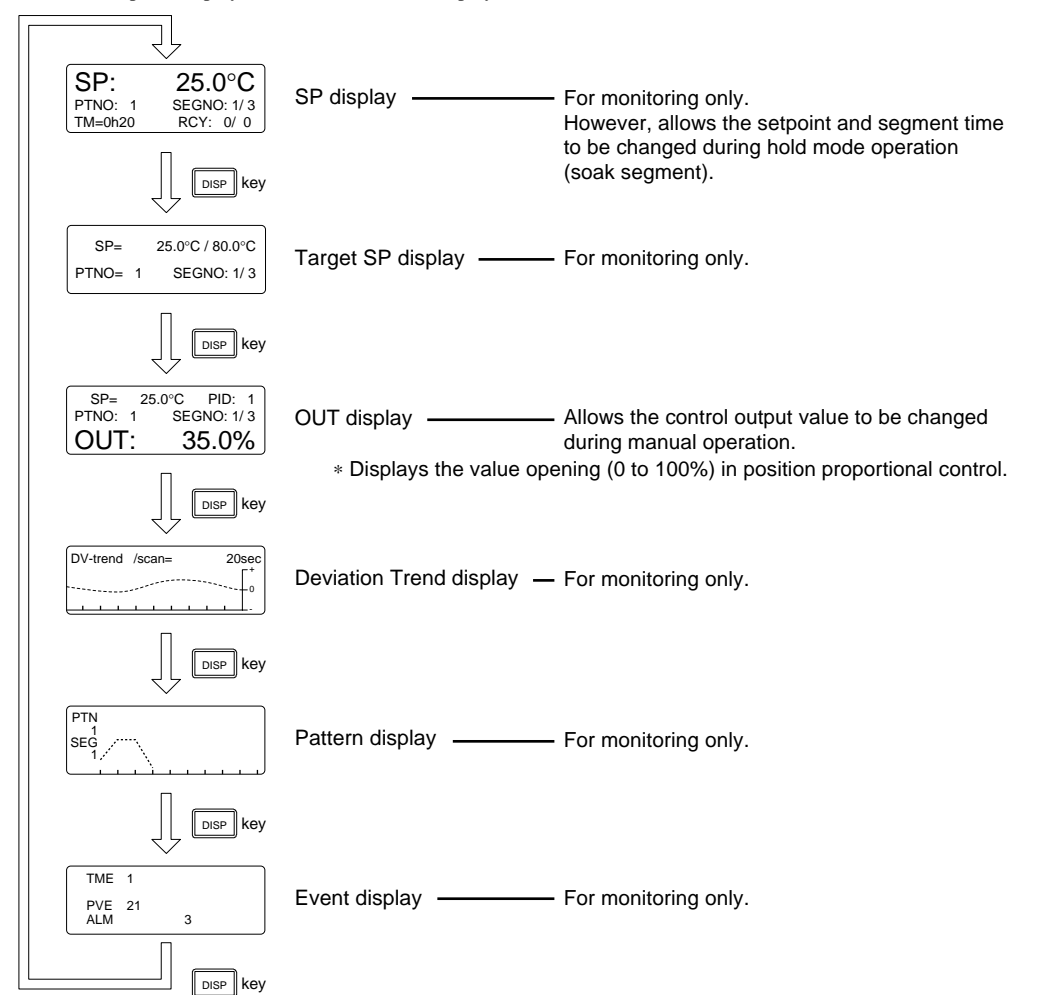 SP: 25.0°C
PTNO: 1 SEGNO: 1/ 3
TM=0h20 RCY: 0/ 0
SP display
For monitoring only.
However, allows the setpoint and segment time
to be changed during hold mode operation
(soak segment).
DISP key
SP= 25.0°C / 80.0°C
PTNO= 1 SEGNO: 1/ 3
Target SP display
For monitoring only.
DISP key
SP= 25.0°C PID: 1
PTNO: 1 SEGNO: 1/ 3
OUT: 35.0%
OUT display
Allows the control output value to be changed
during manual operation.
* Displays the value opening (0 to 100%) in position proportional control.
DISP key
DV-trend /scan= 20sec
+
0
-
Deviation Trend display
For monitoring only.
DISP key
PTN
1
SEG
1
Pattern display
For monitoring only.
DISP key
TME 1
PVE 21
ALM 3
Event display
For monitoring only.
DISP key